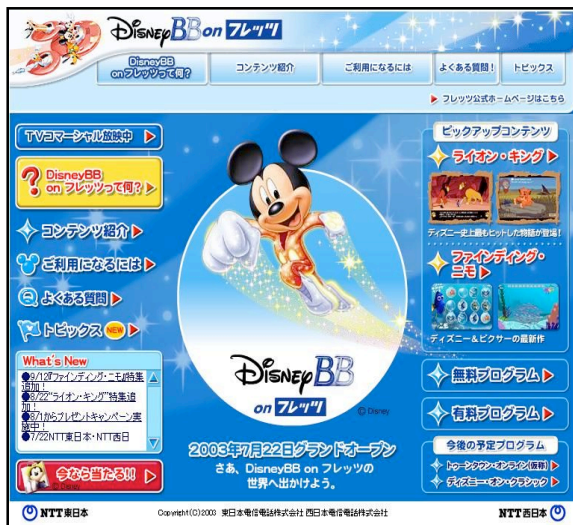 DISNEY BB on フレッツ
DisneyBB
on フレッツって何?
コンテンツ紹介
ご利用になるには
よくある質問!
トピックス
フレッツ公式ホームページはこちら
TVコマーシャル放映中
?
DisneyBB
on フレッツって何?
コンテンツ紹介
ご利用になるには
よくある質問
トピックス NEW
What's New
●9/12『ファインディング・ニモ』特集
追加!
●8/22“ライオン・キング”特集追
加!
●8/1からプレゼントキャンペーン実
施中!
●7/22NTT東日本・NTT西日
今なら当たる!!
© Disney
DISNEY BB
on フレッツ
© Disney
2003年7月22日グランドオープン
さあ、DisneyBB on フレッツの
世界へ出かけよう。
ピックアップコンテンツ
ライオン・キング
ディズニー史上最もヒットした物語が登場!
ファインディング・
ニモ
ディズニー&ピクサーの最新作
無料プログラム
有料プログラム
今後の予定プログラム
トゥーンタウン・オンライン(仮称)
ディズニー・オン・クラシック
NTT東日本
Copyright(C)2003 東日本電信電話株式会社 西日本電信電話株式会社
NTT西日本